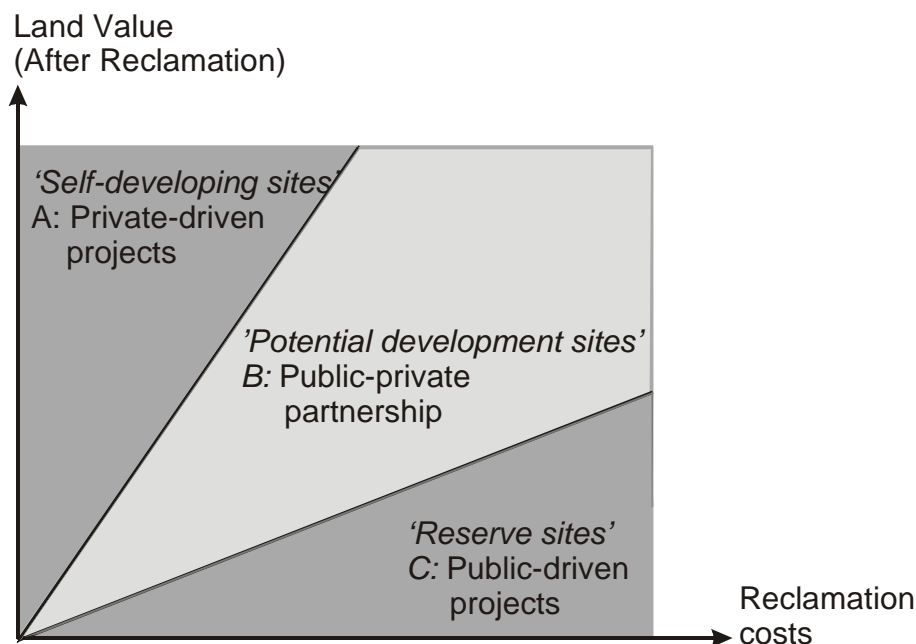 Land Value
(After Reclamation)
‘Self-developing sites’
A: Private-driven
projects
’Potential development sites’
B: Public-private
partnership
‘Reserve sites’
C: Public-driven
projects
Reclamation
costs